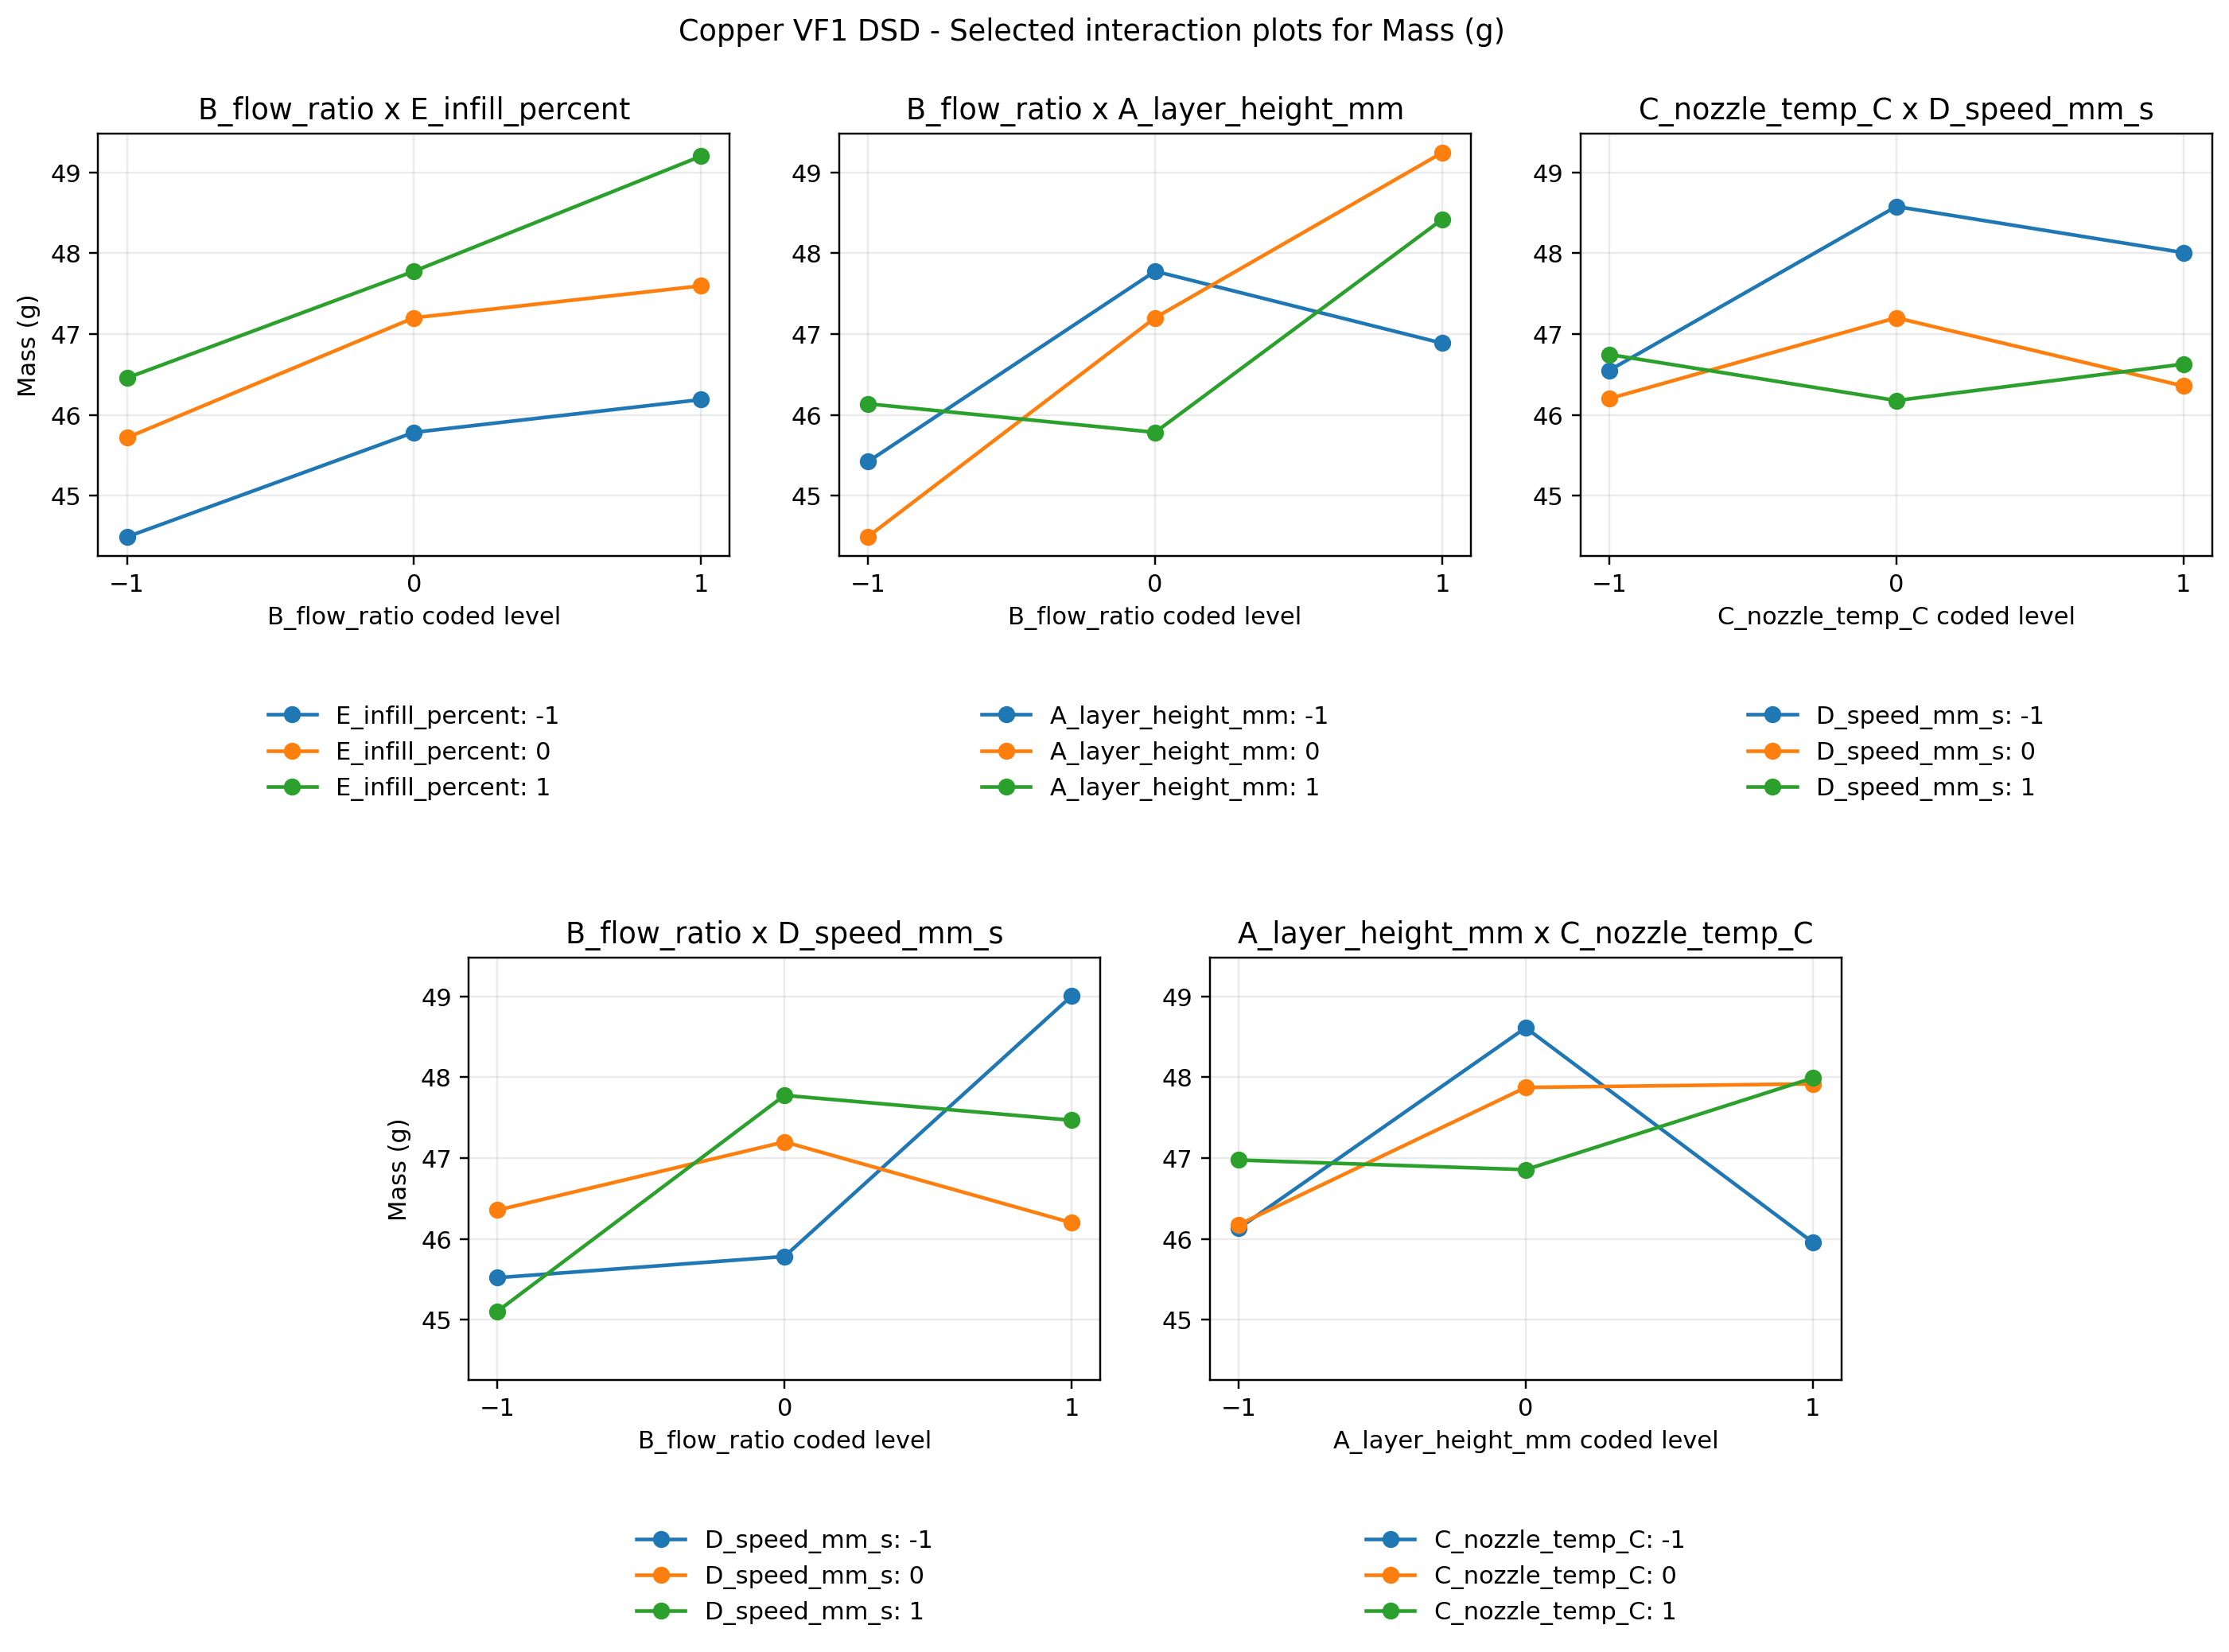 Copper VF1 DSD - Selected interaction plots for Mass (g)
B_flow_ratio x E_infill_percent
B_flow_ratio x A_layer_height_mm
C_nozzle_temp_C x D_speed_mm_s
Mass (g)
49
48
47
46
45
−1 0 1
B_flow_ratio coded level
49
48
47
46
45
−1 0 1
B_flow_ratio coded level
49
48
47
46
45
−1 0 1
C_nozzle_temp_C coded level
E_infill_percent: -1
E_infill_percent: 0
E_infill_percent: 1
A_layer_height_mm: -1
A_layer_height_mm: 0
A_layer_height_mm: 1
D_speed_mm_s: -1
D_speed_mm_s: 0
D_speed_mm_s: 1
B_flow_ratio x D_speed_mm_s
A_layer_height_mm x C_nozzle_temp_C
Mass (g)
49
48
47
46
45
−1 0 1
B_flow_ratio coded level
49
48
47
46
45
−1 0 1
A_layer_height_mm coded level
D_speed_mm_s: -1
D_speed_mm_s: 0
D_speed_mm_s: 1
C_nozzle_temp_C: -1
C_nozzle_temp_C: 0
C_nozzle_temp_C: 1